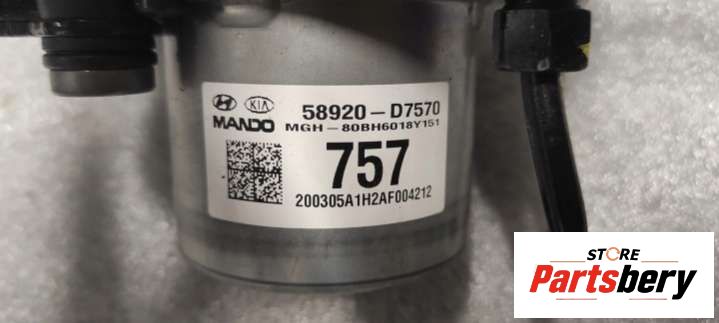 KIA
58920-D7570
MANDO
MGH-80BH6018Y151
757
200305A1H2AF004212
STORE
Partsbery